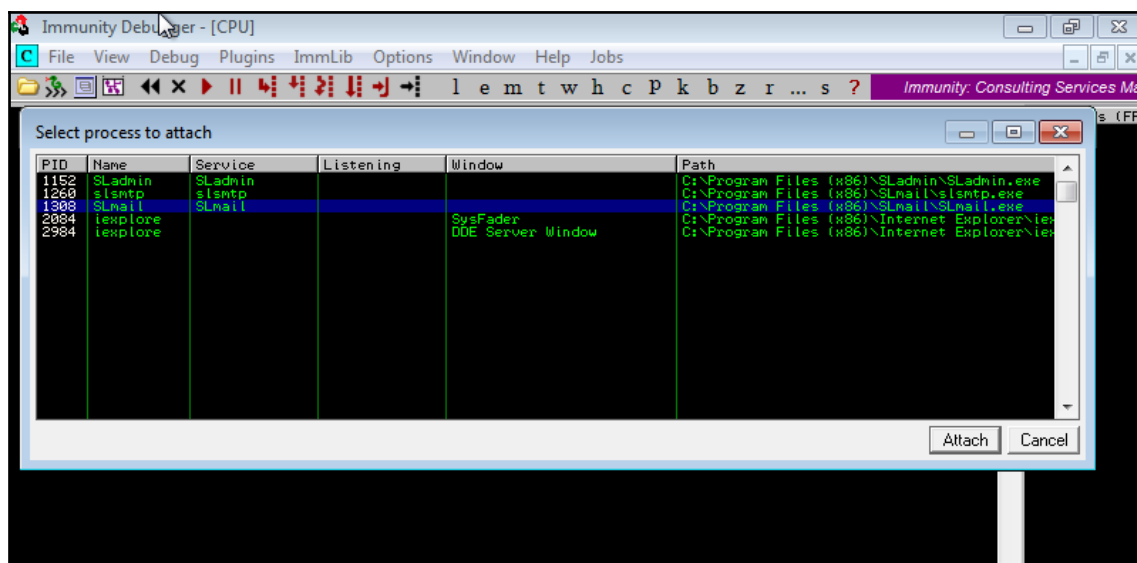 Immunity Debugger - [CPU]
C File View Debug Plugins ImmLib Options Window Help Jobs
l e m t w h c P k b z r ... s ? Immunity: Consulting Services Ma
Select process to attach
s (FF
PID Name Service Listening Window Path
1152 SLadmin SLadmin C:\Program Files (x86)\SLadmin\SLadmin.exe
1260 slsmtp slsmtp C:\Program Files (x86)\SLmail\slsmtp.exe
1308 SLmail SLmail C:\Program Files (x86)\SLmail\SLmail.exe
2084 iexplore SysFader C:\Program Files (x86)\Internet Explorer\iex
2984 iexplore DDE Server Window C:\Program Files (x86)\Internet Explorer\iex
Attach Cancel